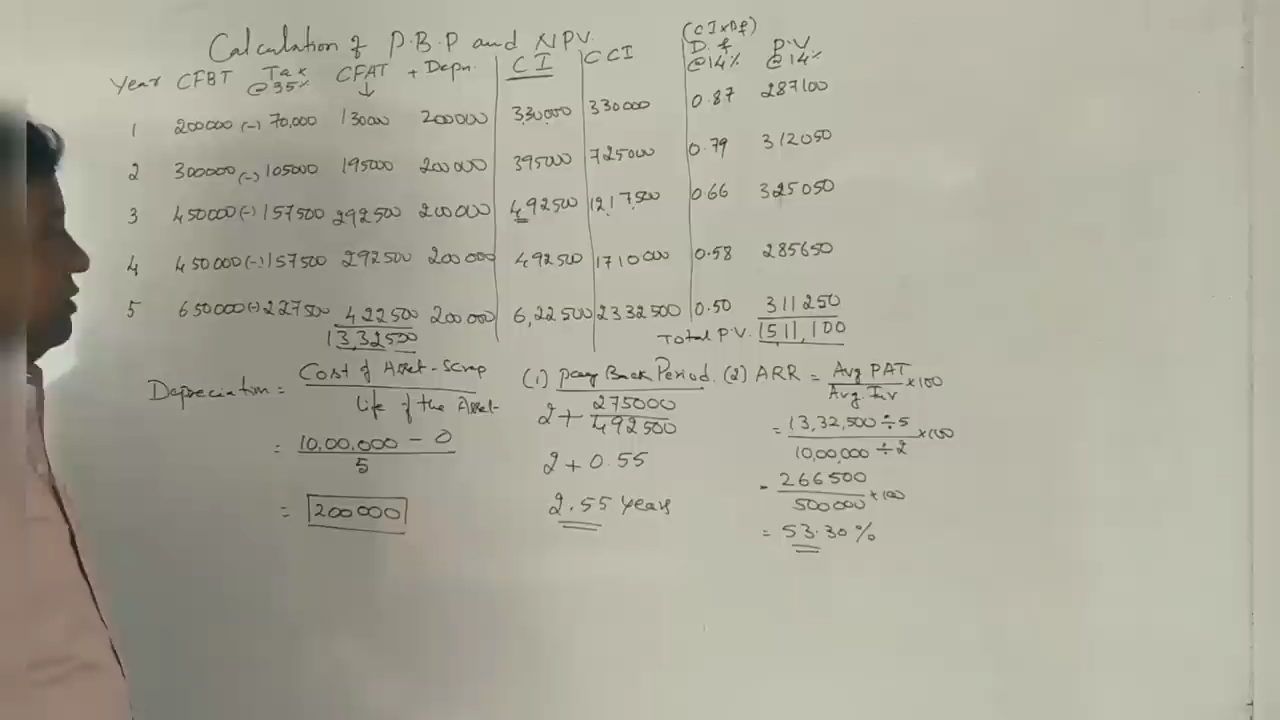 Calculation of P.B.P and NPV.
(CI×Df)
Year CFBT Tax @35% CFAT + Depn. CI CCI D.f @14% P.V @14%
↓
1 200000 (-) 70,000 13000 200000 330,000 330000 0.87 287100
2 300000 (-) 105000 195000 200000 395000 725000 0.79 312050
3 450000 (-) 157500 292500 200000 492500 1217500 0.66 325050
4 450000 (-) 157500 292500 200000 492500 1710000 0.58 285650
5 650000 (-) 227500 422500 200000 6,22500 2332500 0.50 311250
13,32500 Total P.V. 1511,100
Depreciation = Cost of Asset - Scrap
Life of the Asset
= 10,00,000 - 0
5
= 200000
(1) Pay Back Period.
2 + 275000
492500
2 + 0.55
2.55 years
(2) ARR = Avg PAT ×100
Avg Inv
= 13,32,500 ÷ 5 ×100
10,00,000 ÷ 2
= 266500 ×100
500000
= 53.30%